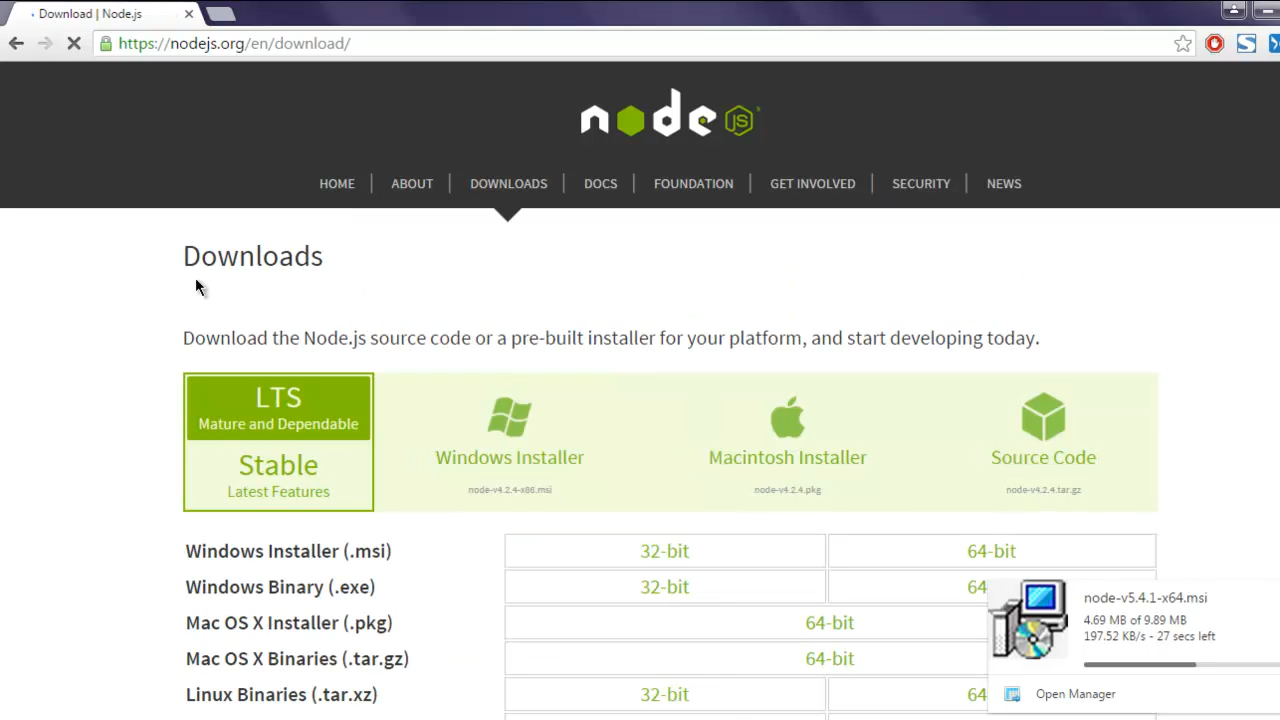 Download | Node.js
https://nodejs.org/en/download/
node JS
HOME ABOUT DOWNLOADS DOCS FOUNDATION GET INVOLVED SECURITY NEWS
Downloads
Download the Node.js source code or a pre-built installer for your platform, and start developing today.
LTS
Mature and Dependable
Stable
Latest Features
Windows Installer
node-v4.2.4-x86.msi
Macintosh Installer
node-v4.2.4.pkg
Source Code
node-v4.2.4.tar.gz
Windows Installer (.msi) 32-bit 64-bit
Windows Binary (.exe) 32-bit 64
Mac OS X Installer (.pkg) 64-bit
Mac OS X Binaries (.tar.gz) 64-bit
Linux Binaries (.tar.xz) 32-bit 64
node-v5.4.1-x64.msi
4.69 MB of 9.89 MB
197.52 KB/s - 27 secs left
Open Manager